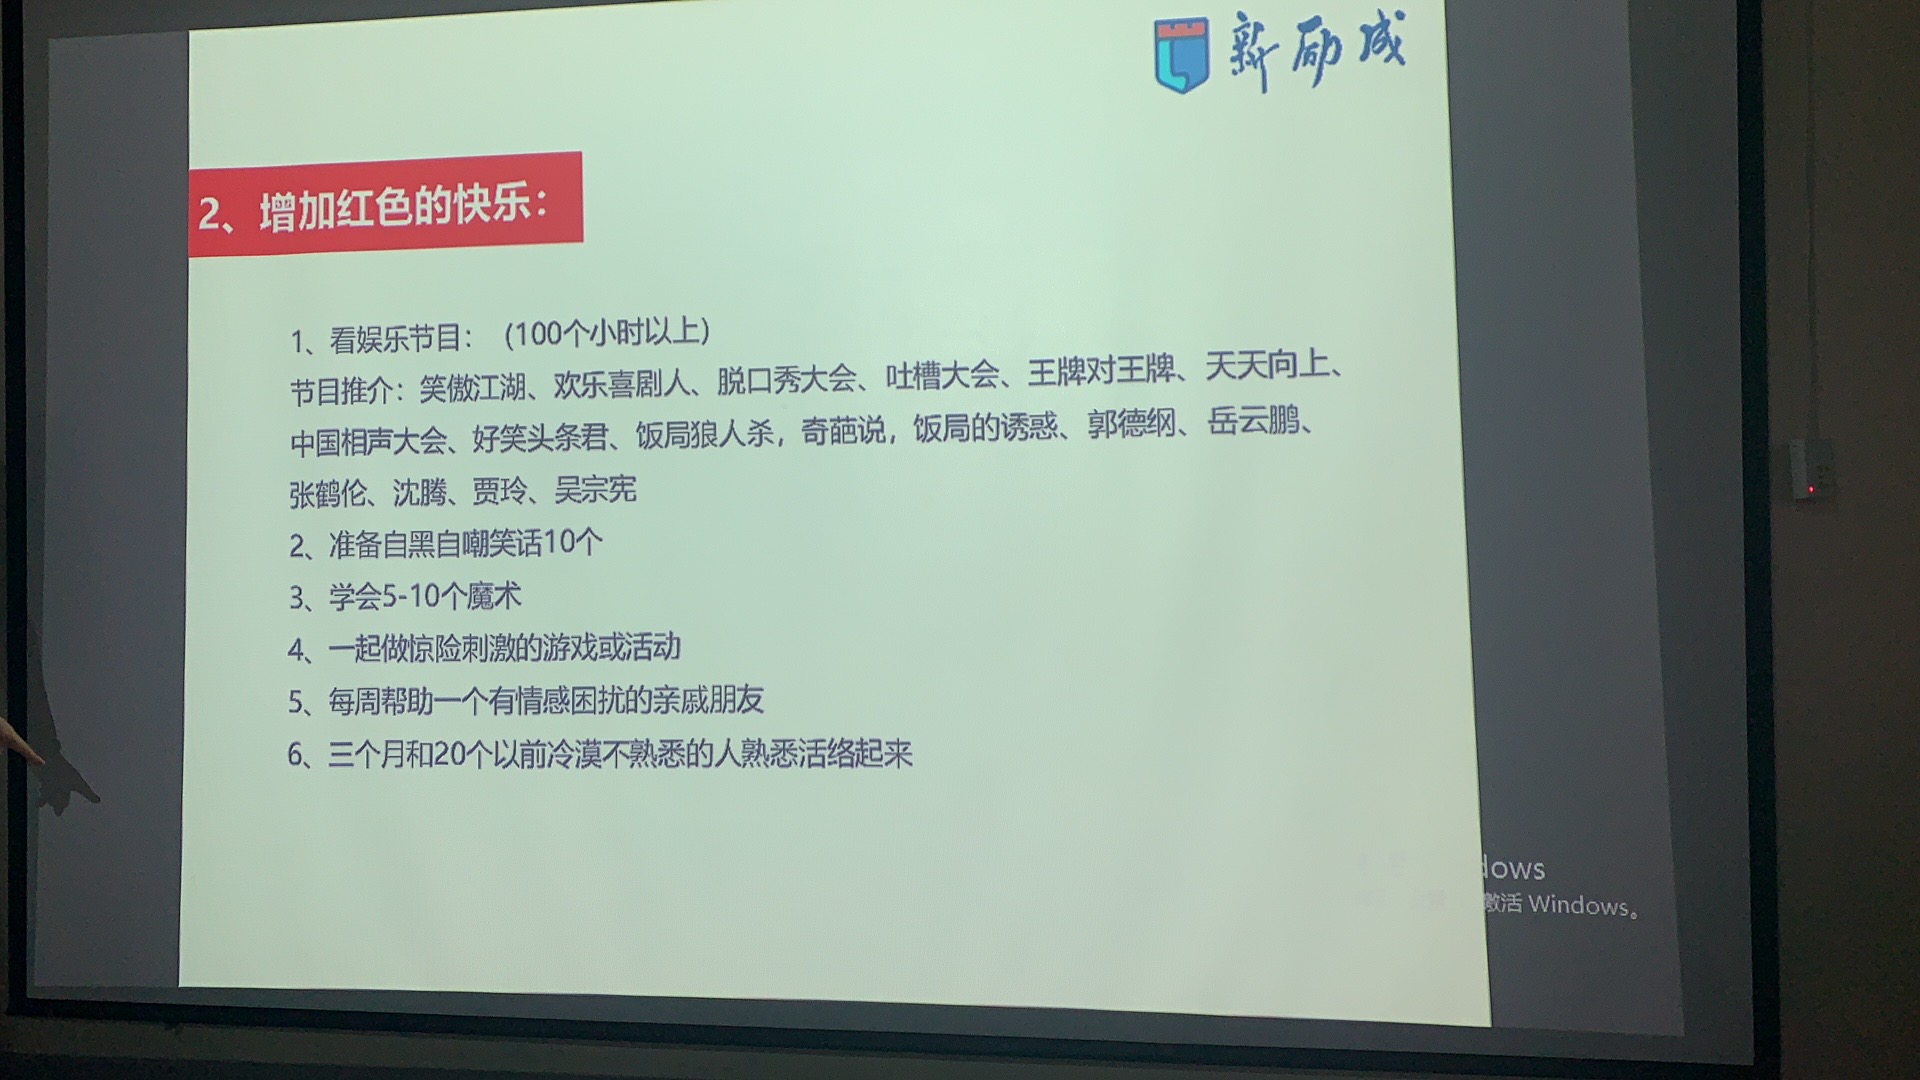 新励成
2、增加红色的快乐：
1、看娱乐节目：（100个小时以上）
节目推介：笑傲江湖、欢乐喜剧人、脱口秀大会、吐槽大会、王牌对王牌、天天向上、
中国相声大会、好笑头条君、饭局狼人杀，奇葩说，饭局的诱惑、郭德纲、岳云鹏、
张鹤伦、沈腾、贾玲、吴宗宪
2、准备自黑自嘲笑话10个
3、学会5-10个魔术
4、一起做惊险刺激的游戏或活动
5、每周帮助一个有情感困扰的亲戚朋友
6、三个月和20个以前冷漠不熟悉的人熟悉活络起来
dows
激活 Windows。